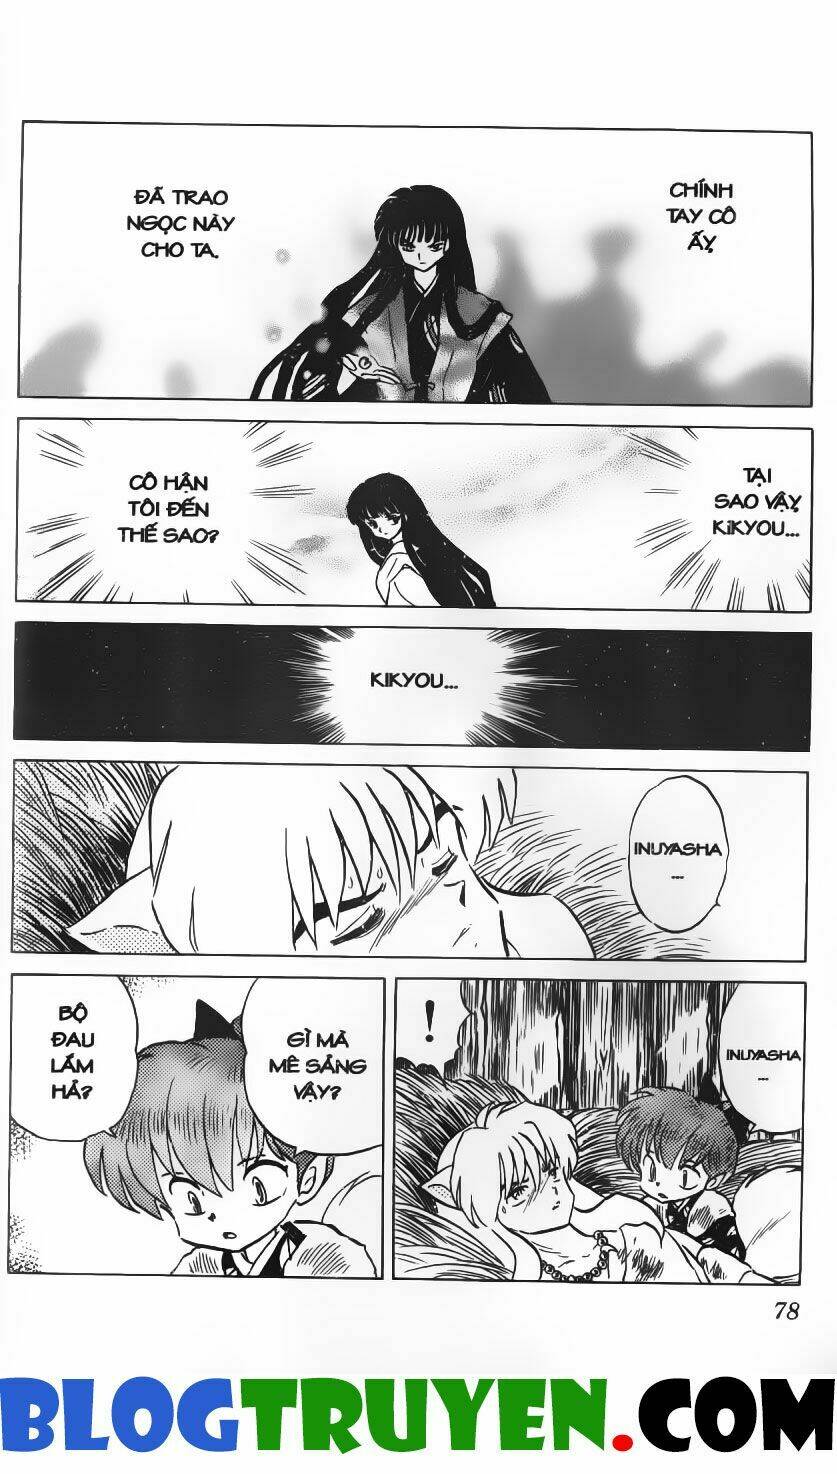 CHÍNH
TAY CÔ
ẤY,
ĐÃ TRAO
NGỌC NÀY
CHO TA.
TẠI
SAO VẬY,
KIKYOU...
CÔ HẬN
TÔI ĐẾN
THẾ SAO?
KIKYOU...
INUYASHA
...
INUYASHA
...
!
GÌ MÀ
MÊ SẢNG
VẬY?
BỘ
ĐAU
LẮM
HẢ?
78
BLOGTRUYEN.COM